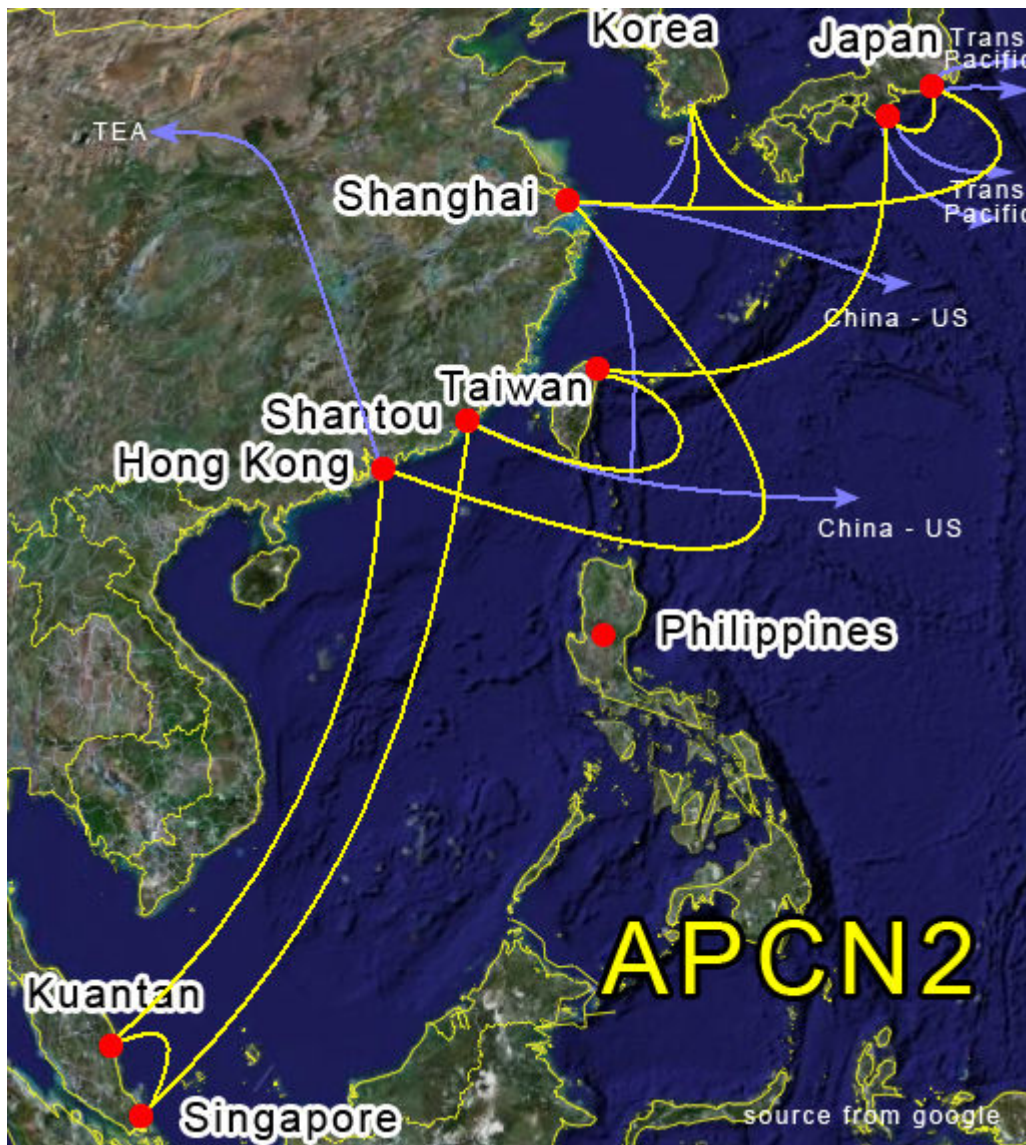 Korea
Japan
Trans
Pacific
TEA
Shanghai
Trans
Pacific
China - US
Taiwan
Shantou
Hong Kong
China - US
Philippines
APCN2
Kuantan
Singapore
source from google